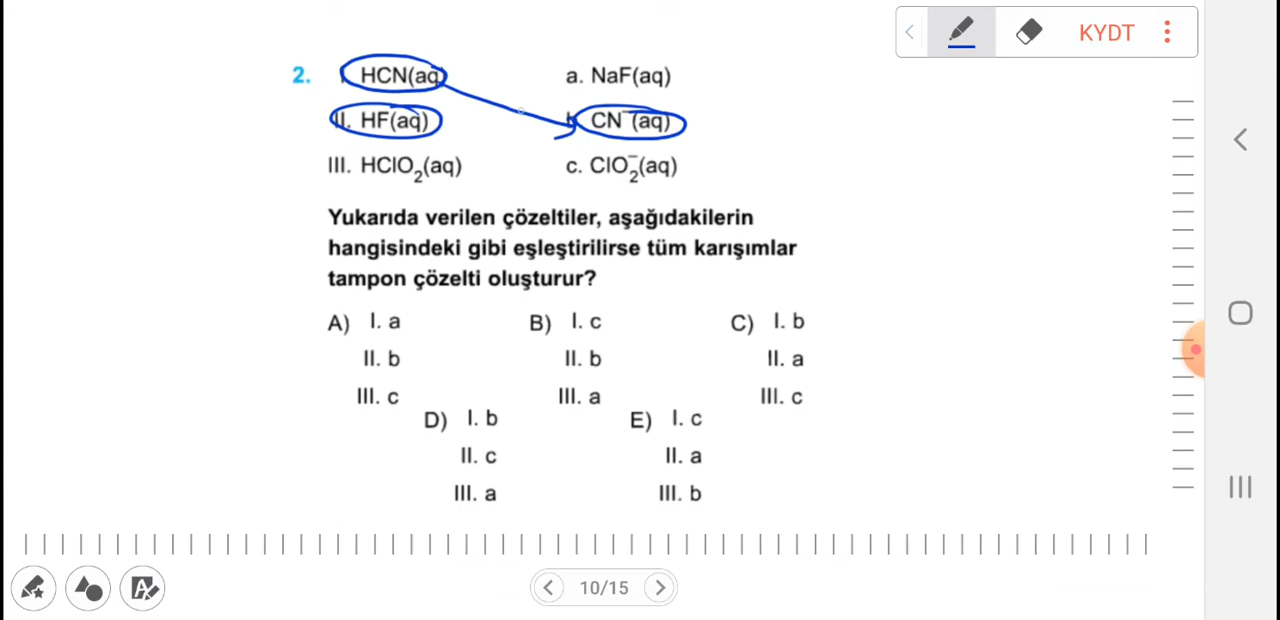 KYDT
2. HCN(aq) a. NaF(aq)
II. HF(aq) CN⁻(aq)
III. HClO₂(aq) c. ClO₂⁻(aq)
Yukarıda verilen çözeltiler, aşağıdakilerin
hangisindeki gibi eşleştirilirse tüm karışımlar
tampon çözelti oluşturur?
A) I. a B) I. c C) I. b
II. b II. b II. a
III. c III. a III. c
D) I. b E) I. c
II. c II. a
III. a III. b
10/15